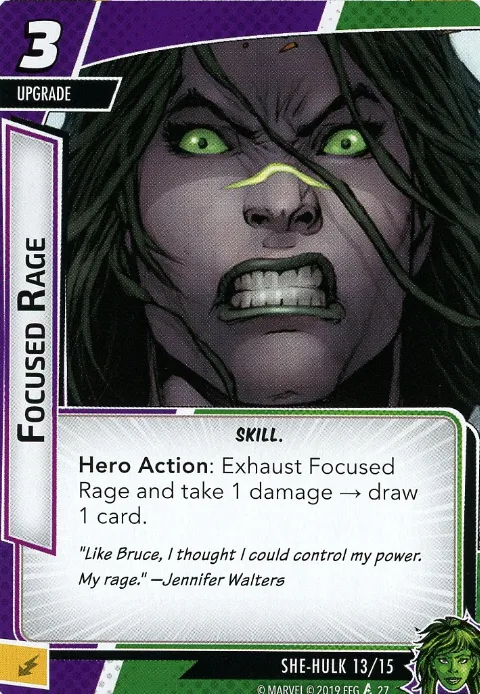 3
UPGRADE
FOCUSED RAGE
SKILL.
Hero Action: Exhaust Focused
Rage and take 1 damage → draw
1 card.
"Like Bruce, I thought I could control my power.
My rage." —Jennifer Walters
SHE-HULK 13/15
© MARVEL © 2019 FFG 27